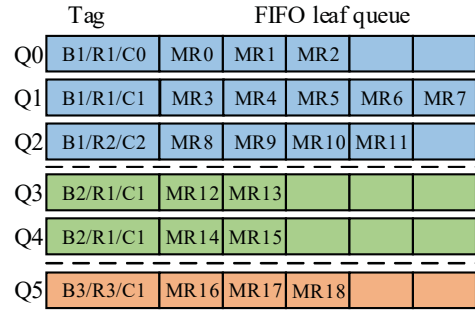 Tag FIFO leaf queue
Q0 B1/R1/C0 MR0 MR1 MR2
Q1 B1/R1/C1 MR3 MR4 MR5 MR6 MR7
Q2 B1/R2/C2 MR8 MR9 MR10 MR11
Q3 B2/R1/C1 MR12 MR13
Q4 B2/R1/C1 MR14 MR15
Q5 B3/R3/C1 MR16 MR17 MR18